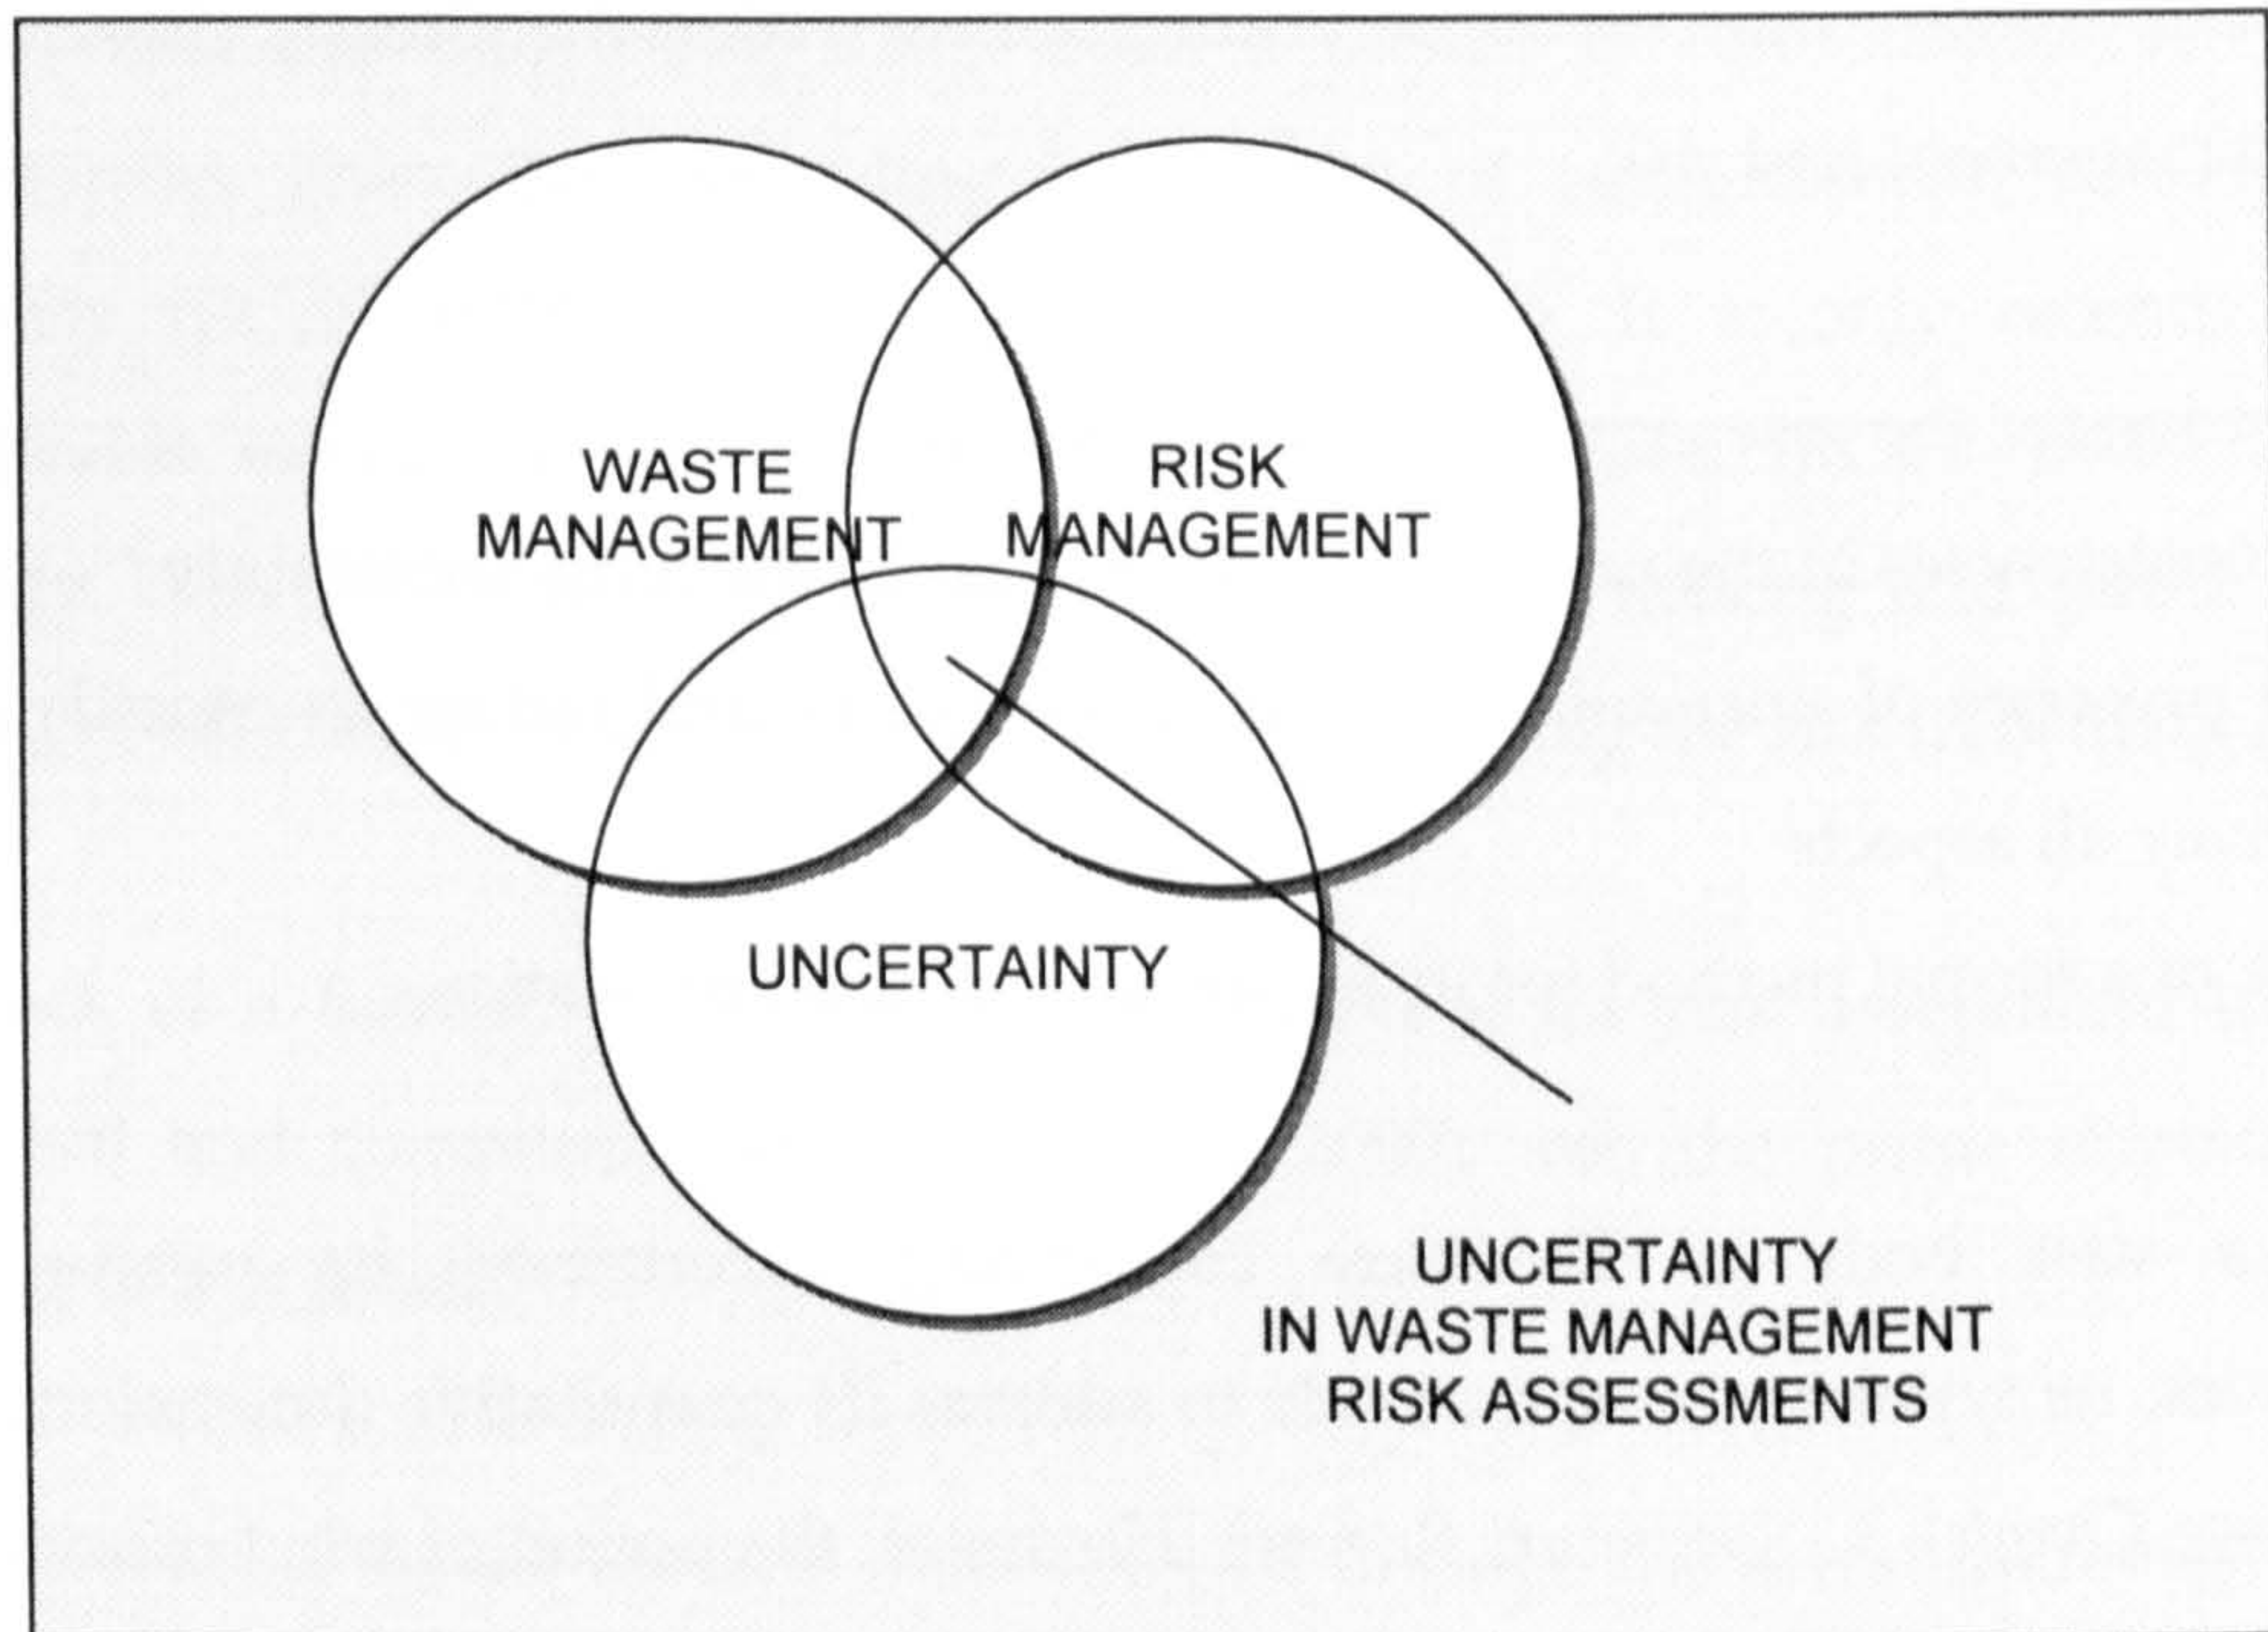 WASTE
MANAGEMENT
RISK
MANAGEMENT
UNCERTAINTY
UNCERTAINTY
IN WASTE MANAGEMENT
RISK ASSESSMENTS